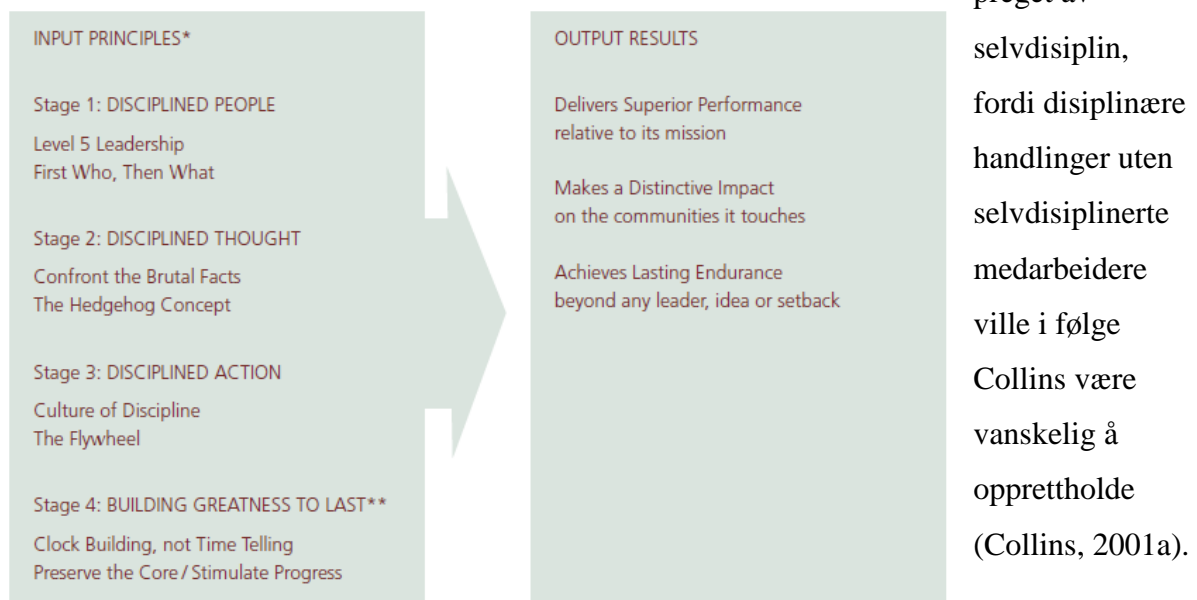 INPUT PRINCIPLES*
Stage 1: DISCIPLINED PEOPLE
Level 5 Leadership
First Who, Then What
Stage 2: DISCIPLINED THOUGHT
Confront the Brutal Facts
The Hedgehog Concept
Stage 3: DISCIPLINED ACTION
Culture of Discipline
The Flywheel
Stage 4: BUILDING GREATNESS TO LAST**
Clock Building, not Time Telling
Preserve the Core / Stimulate Progress
OUTPUT RESULTS
Delivers Superior Performance
relative to its mission
Makes a Distinctive Impact
on the communities it touches
Achieves Lasting Endurance
beyond any leader, idea or setback
preget av
selvdisiplin,
fordi disiplinære
handlinger uten
selvdisiplinerte
medarbeidere
ville i følge
Collins være
vanskelig å
opprettholde
(Collins, 2001a).